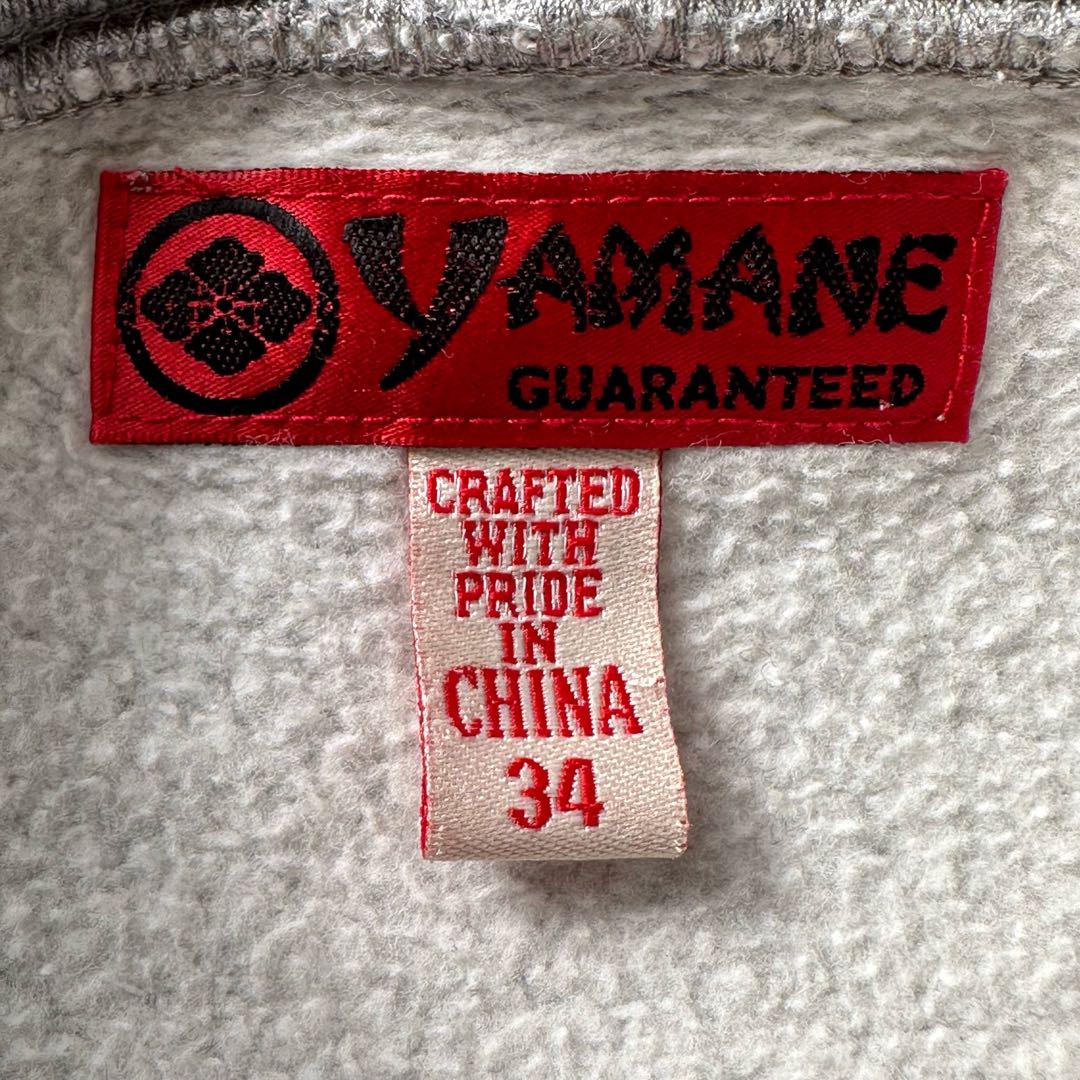 YAMANE
GUARANTEED
CRAFTED
WITH
PRIDE
IN
CHINA
34